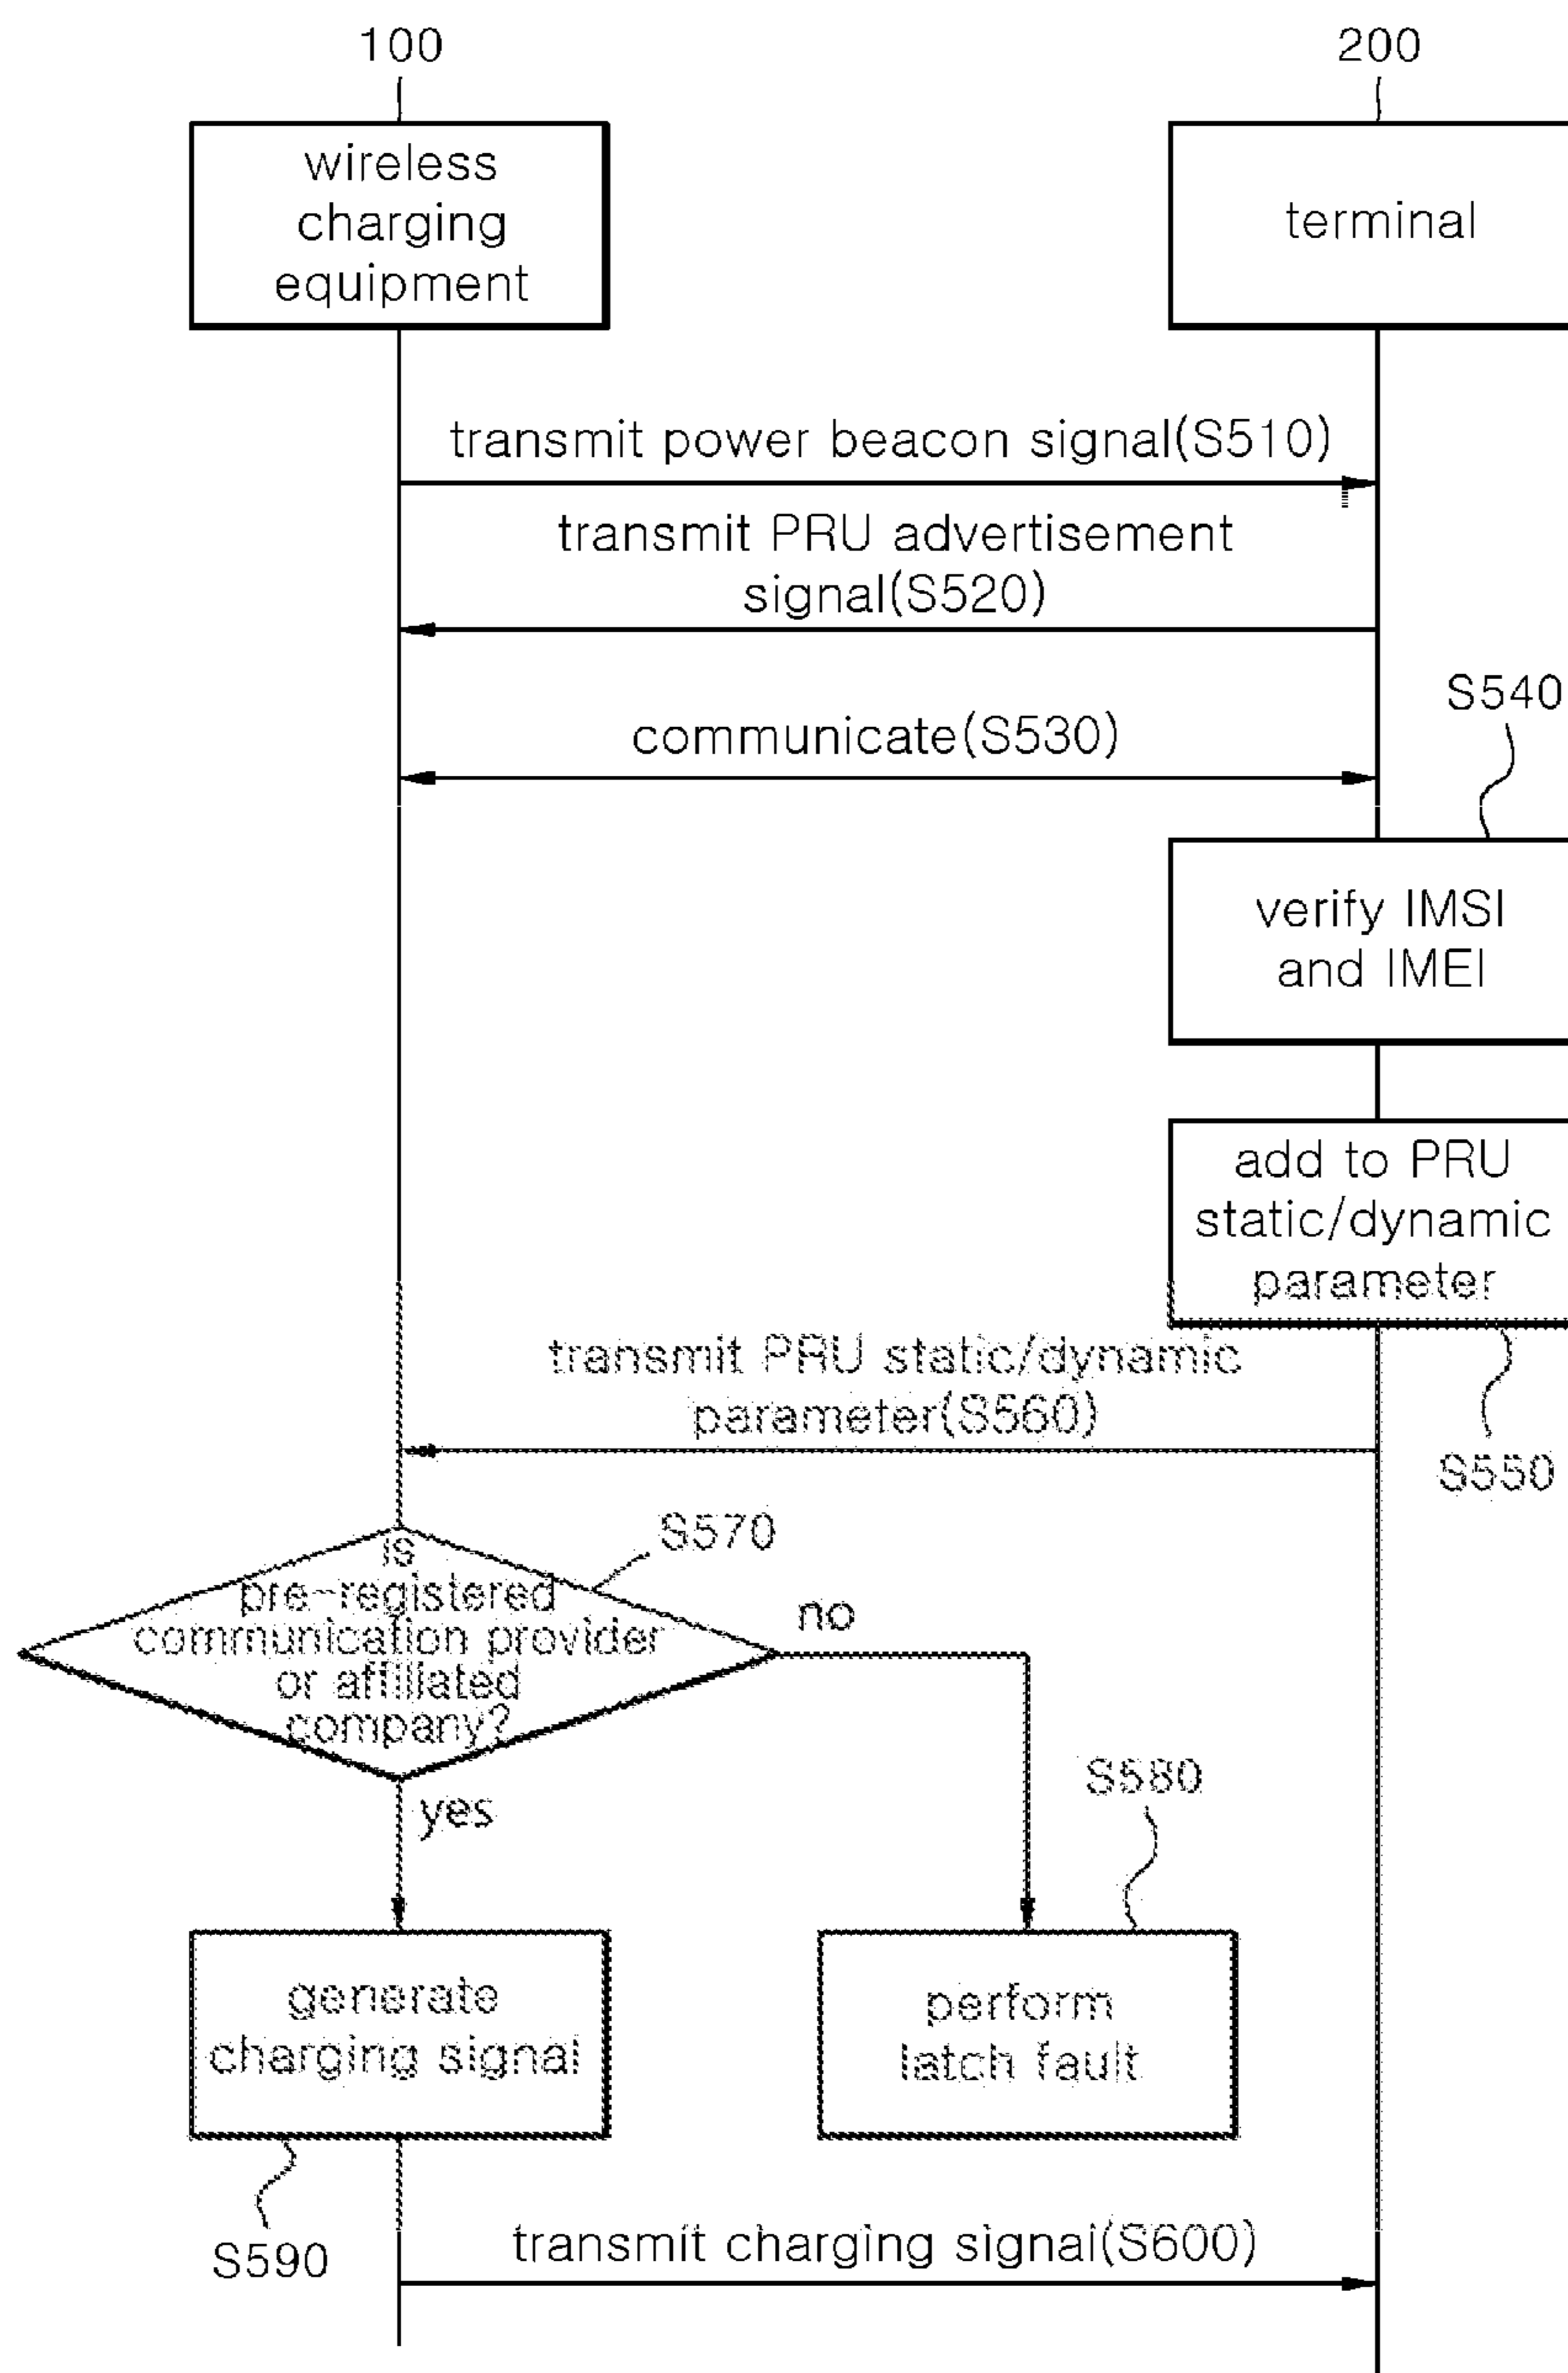 100
200
wireless
charging
equipment
terminal
transmit power beacon signal(S510)
transmit PRU advertisement
signal(S520)
S540
communicate(S530)
verify IMSI
and IMEI
add to PRU
static/dynamic
parameter
transmit PRU static/dynamic
parameter(S560)
S550
S570
is
pre-registered
communication provider
or affiliated
company?
no
yes
S580
generate
charging signal
perform
latch fault
S590
transmit charging signal(S600)